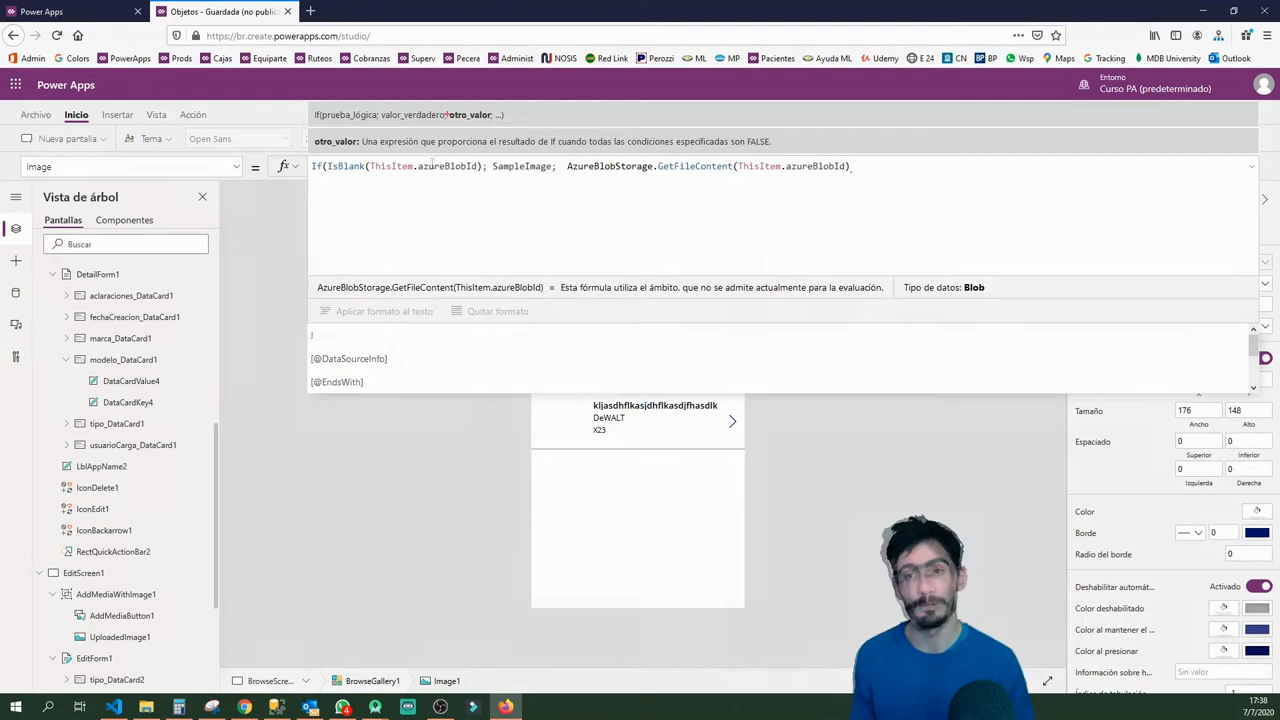 Power Apps
Objetos - Guardada (no public
https://br.create.powerapps.com/studio/
Admin Colors PowerApps Prods Cajas Equiparte Ruteos Cobranzas Superv Pecera Administ NOSIS Red Link Perozzi ML MP Pacientes Ayuda ML Udemy E 24 CN BP Wsp Maps Tracking MDB University Outlook
Power Apps
Entorno
Curso PA (predeterminado)
Archivo Inicio Insertar Vista Acción
If(prueba_lógica; valor_verdadero; otro_valor; ...)
Nueva pantalla Tema Open Sans
otro_valor: Una expresión que proporciona el resultado de If cuando todas las condiciones especificadas son FALSE.
Image = fx If(IsBlank(ThisItem.azureBlobId); SampleImage; AzureBlobStorage.GetFileContent(ThisItem.azureBlobId)
Vista de árbol
Pantallas Componentes
Buscar
DetailForm1
aclaraciones_DataCard1
fechaCreacion_DataCard1
marca_DataCard1
modelo_DataCard1
DataCardValue4
DataCardKey4
tipo_DataCard1
usuarioCarga_DataCard1
LblAppName2
IconDelete1
IconEdit1
IconBackarrow1
RectQuickActionBar2
EditScreen1
AddMediaWithImage1
AddMediaButton1
UploadedImage1
EditForm1
tipo_DataCard2
AzureBlobStorage.GetFileContent(ThisItem.azureBlobId) = Esta fórmula utiliza el ámbito, que no se admite actualmente para la evaluación.
Tipo de datos: Blob
Aplicar formato al texto Quitar formato
!
[@DataSourceInfo]
[@EndsWith]
kljasdhflkasjdhflkasdjfhasdlk
DeWALT
X23
Tamaño 176 148
Ancho Alto
Espaciado 0 0
Superior Inferior
0 0
Izquierda Derecha
Color
Borde 0
Radio del borde 0
Deshabilitar automát... Activado
Color deshabilitado
Color al mantener el ...
Color al presionar
Información sobre h... Sin valor
BrowseScre... BrowseGallery1 Image1
17:38
7/7/2020